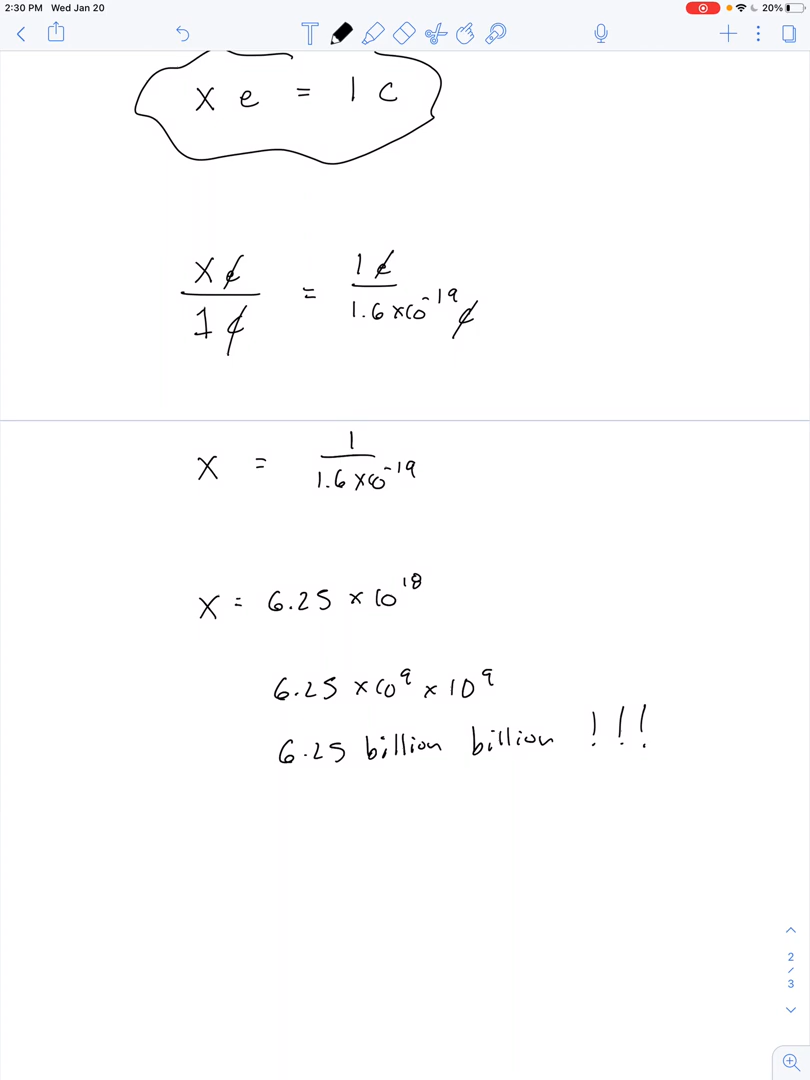 2:30 PM Wed Jan 20 20%
T
x e = 1 c
x e / 1 e = 1 c / 1.6 x 10^-19 c
x = 1 / 1.6 x 10^-19
x = 6.25 x 10^18
6.25 x 10^9 x 10^9
6.25 billion billion !!!
2
/
3